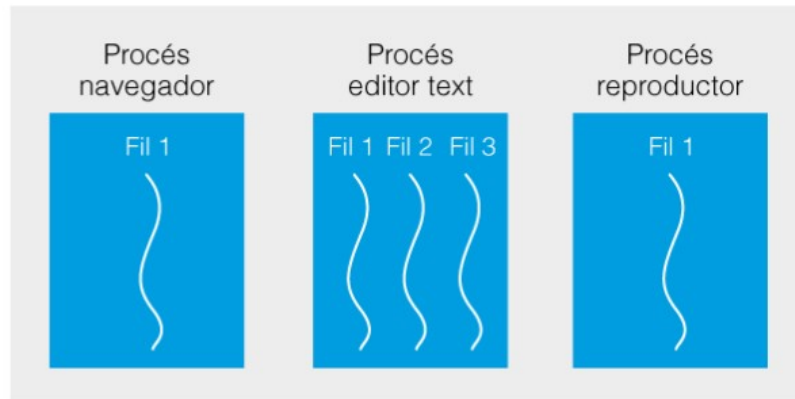 Procés
navegador
Fil 1
Procés
editor text
Fil 1 Fil 2 Fil 3
Procés
reproductor
Fil 1